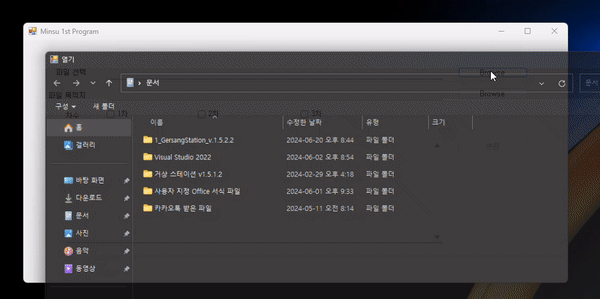 Minsu 1st Program
열기
파일 선택
Browse
문서
문서
파일 목적지
Browse
구성
새 폴더
차수
1차
2차
3차
이름
수정한 날짜
유형
크기
홈
갤러리
1_GersangStation_v.1.5.2.2
2024-06-20 오후 8:44
파일 폴더
Visual Studio 2022
2024-06-02 오후 8:54
파일 폴더
거상 스테이션 v1.5.1.2
2024-02-29 오후 4:18
파일 폴더
바탕 화면
사용자 지정 Office 서식 파일
2024-06-01 오후 9:33
파일 폴더
다운로드
카카오톡 받은 파일
2024-05-11 오전 8:14
파일 폴더
문서
사진
음악
동영상